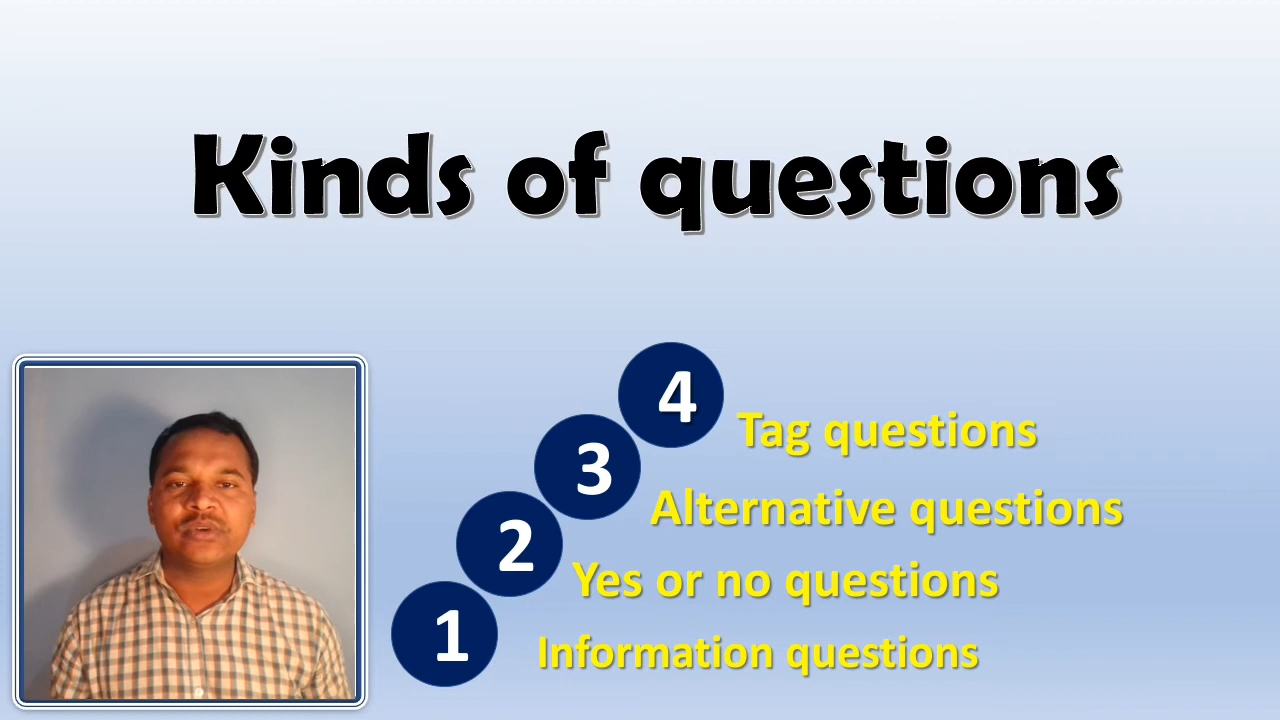 Kinds of questions
4 Tag questions
3 Alternative questions
2 Yes or no questions
1 Information questions